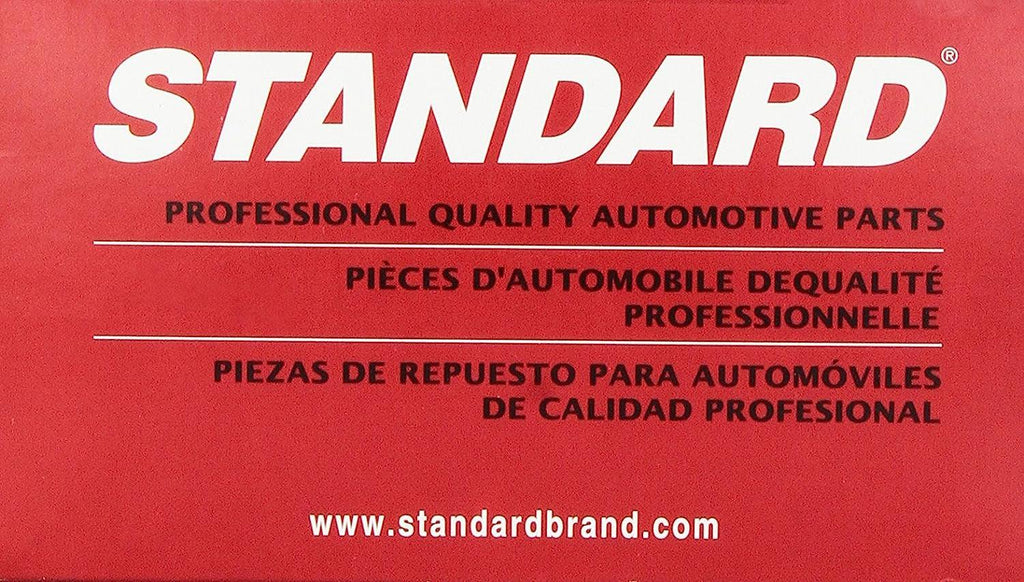 STANDARD®
PROFESSIONAL QUALITY AUTOMOTIVE PARTS
PIÈCES D'AUTOMOBILE DEQUALITÉ
PROFESSIONNELLE
PIEZAS DE REPUESTO PARA AUTOMÓVILES
DE CALIDAD PROFESIONAL
www.standardbrand.com